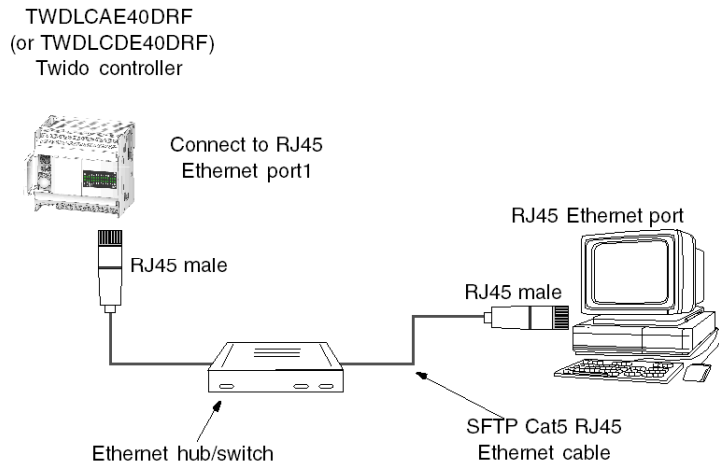 TWDLCAE40DRF
(or TWDLCDE40DRF)
Twido controller
Connect to RJ45
Ethernet port1
RJ45 Ethernet port
RJ45 male
RJ45 male
SFTP Cat5 RJ45
Ethernet cable
Ethernet hub/switch